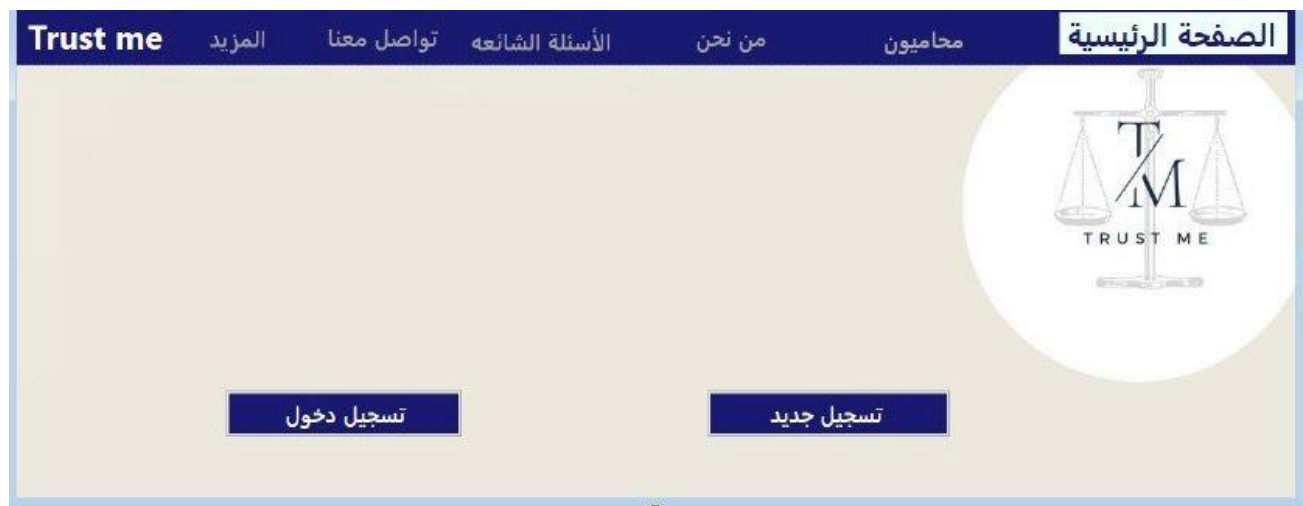 الصفحة الرئيسية محاميون من نحن الأسئلة الشائعه تواصل معنا المزيد Trust me
TM
TRUST ME
تسجيل جديد تسجيل دخول